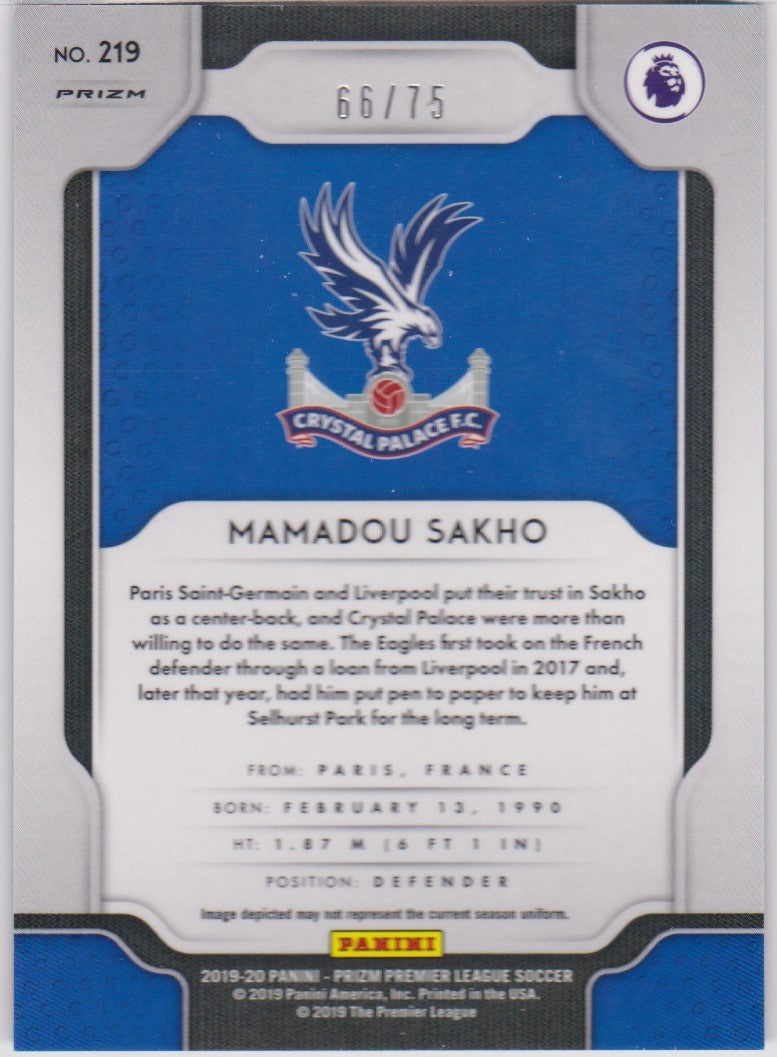 NO. 219
PRIZM
66/75
CRYSTAL PALACE F.C.
MAMADOU SAKHO
Paris Saint-Germain and Liverpool put their trust in Sakho
as a center-back, and Crystal Palace were more than
willing to do the same. The Eagles first took on the French
defender through a loan from Liverpool in 2017 and,
later that year, had him put pen to paper to keep him at
Selhurst Park for the long term.
FROM: PARIS, FRANCE
BORN: FEBRUARY 13, 1990
HT: 1.87 M (6 FT 1 IN)
POSITION: DEFENDER
Image depicted may not represent the current season uniform.
PANINI
2019-20 PANINI - PRIZM PREMIER LEAGUE SOCCER
© 2019 Panini America, Inc. Printed in the USA.
© 2019 The Premier League